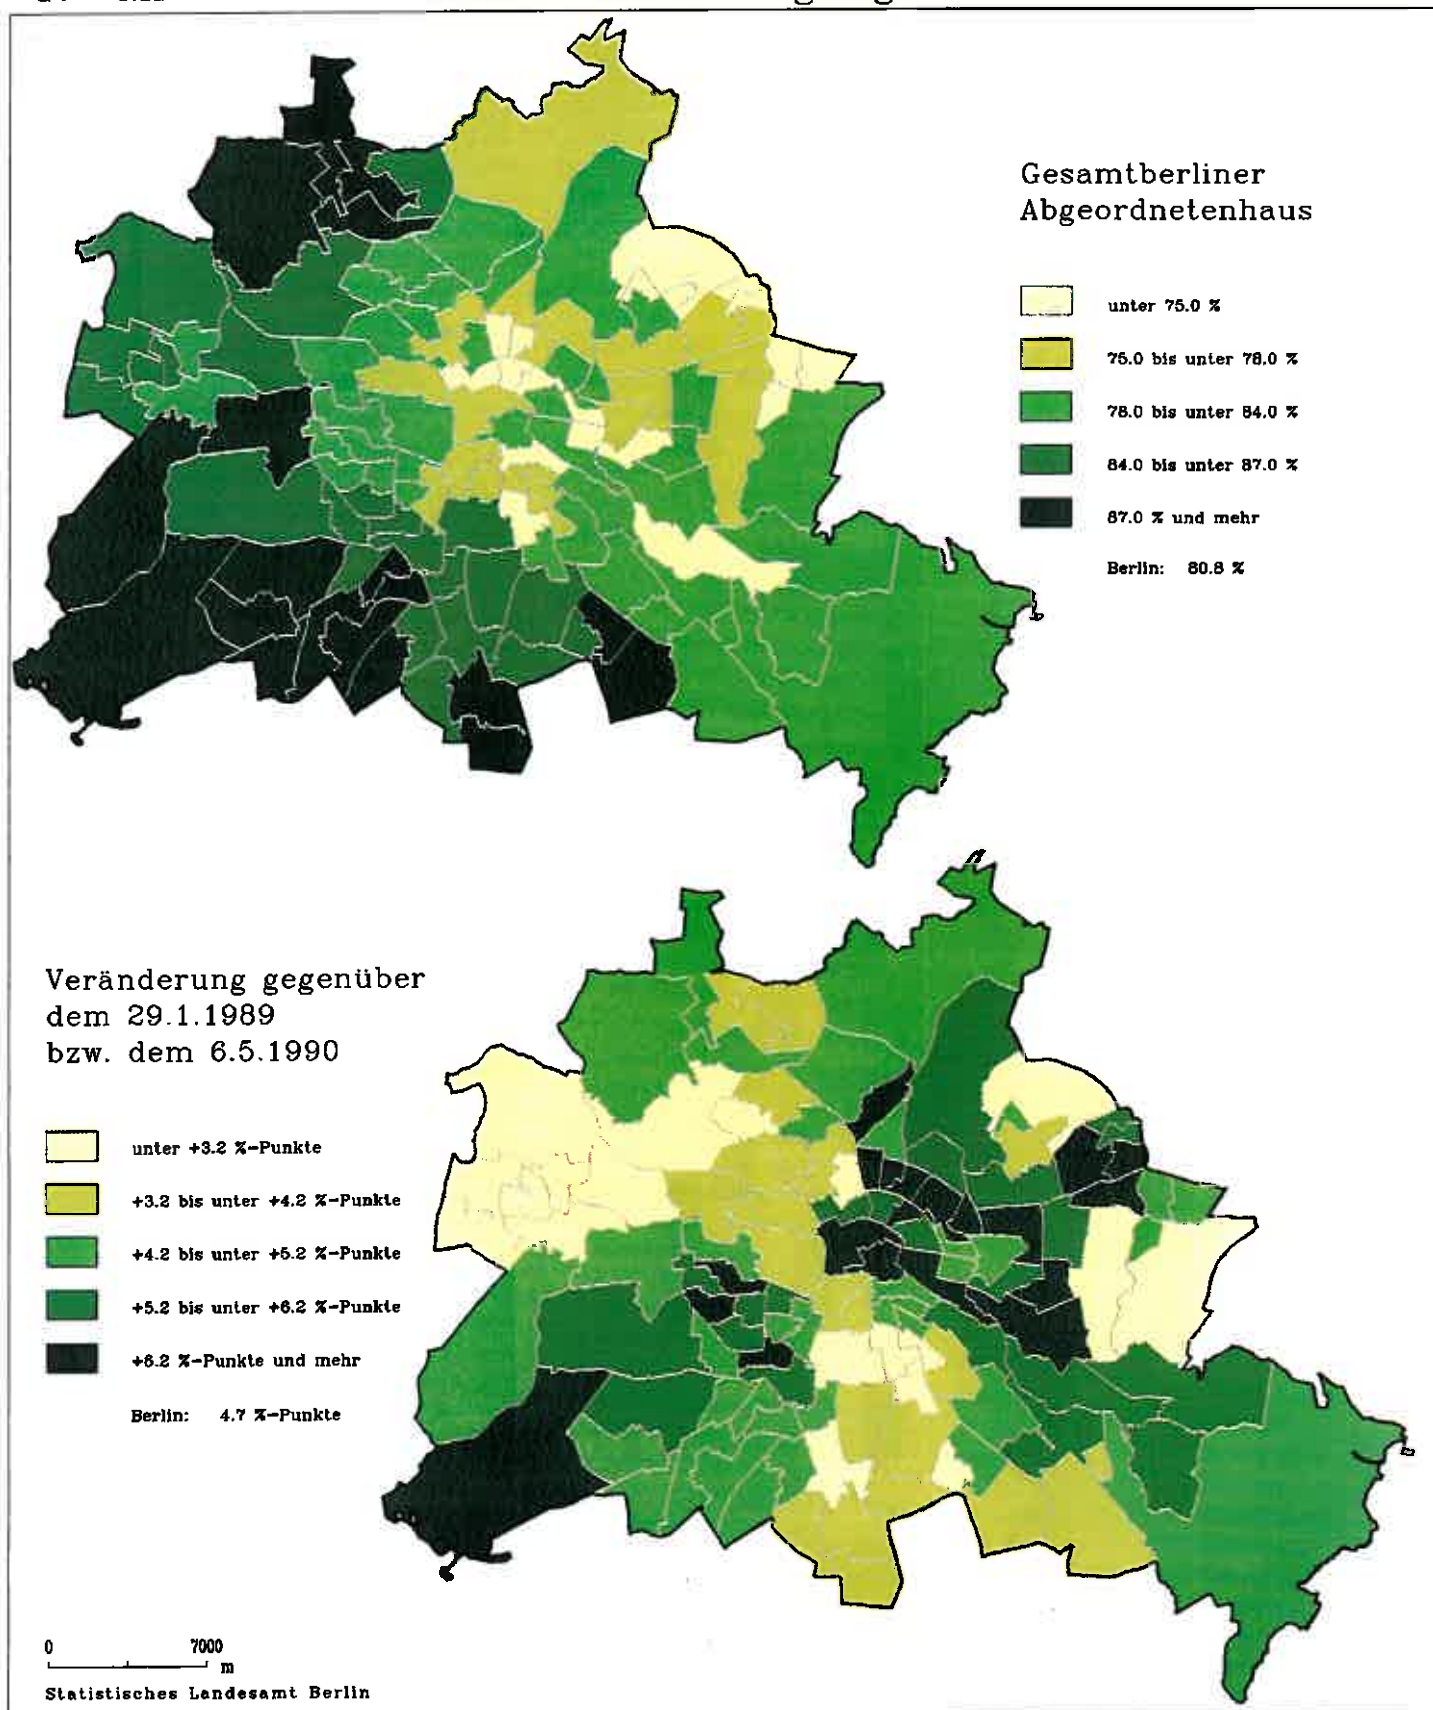 Gesamtberliner
Abgeordnetenhaus
unter 75.0 %
75.0 bis unter 78.0 %
78.0 bis unter 84.0 %
84.0 bis unter 87.0 %
87.0 % und mehr
Berlin: 80.8 %
Veränderung gegenüber
dem 29.1.1989
bzw. dem 6.5.1990
unter +3.2 %-Punkte
+3.2 bis unter +4.2 %-Punkte
+4.2 bis unter +5.2 %-Punkte
+5.2 bis unter +6.2 %-Punkte
+6.2 %-Punkte und mehr
Berlin: 4.7 %-Punkte
0 7000
m
Statistisches Landesamt Berlin